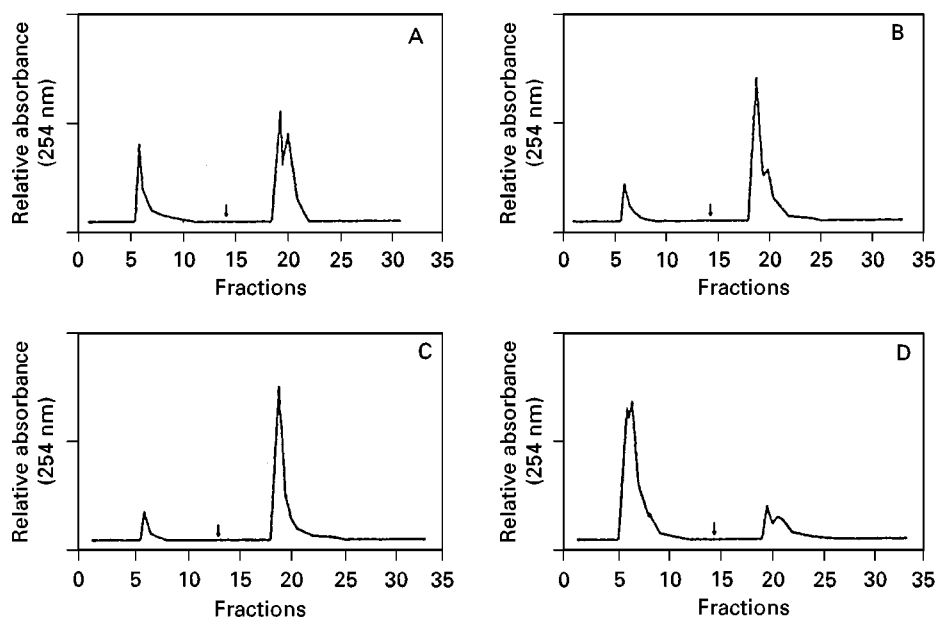 A
Relative absorbance
(254 nm)
0 5 10 15 20 25 30 35
Fractions
B
Relative absorbance
(254 nm)
0 5 10 15 20 25 30 35
Fractions
C
Relative absorbance
(254 nm)
0 5 10 15 20 25 30 35
Fractions
D
Relative absorbance
(254 nm)
0 5 10 15 20 25 30 35
Fractions